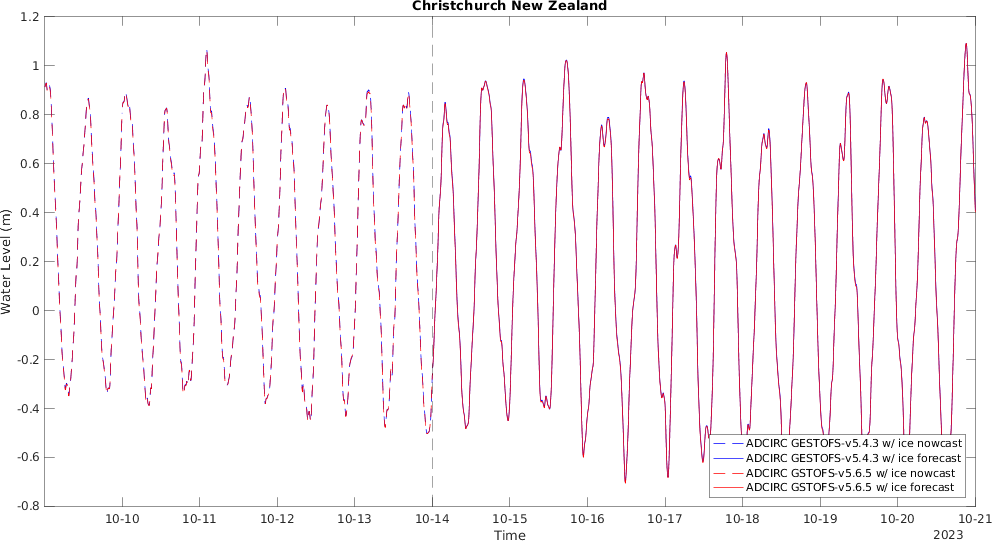 Christchurch New Zealand
1.2
1
0.8
0.6
0.4
0.2
0
-0.2
-0.4
-0.6
-0.8
Water Level (m)
ADCIRC GESTOFS-v5.4.3 w/ ice nowcast
ADCIRC GESTOFS-v5.4.3 w/ ice forecast
ADCIRC GSTOFS-v5.6.5 w/ ice nowcast
ADCIRC GSTOFS-v5.6.5 w/ ice forecast
10-10 10-11 10-12 10-13 10-14 10-15 10-16 10-17 10-18 10-19 10-20 10-21
Time
2023